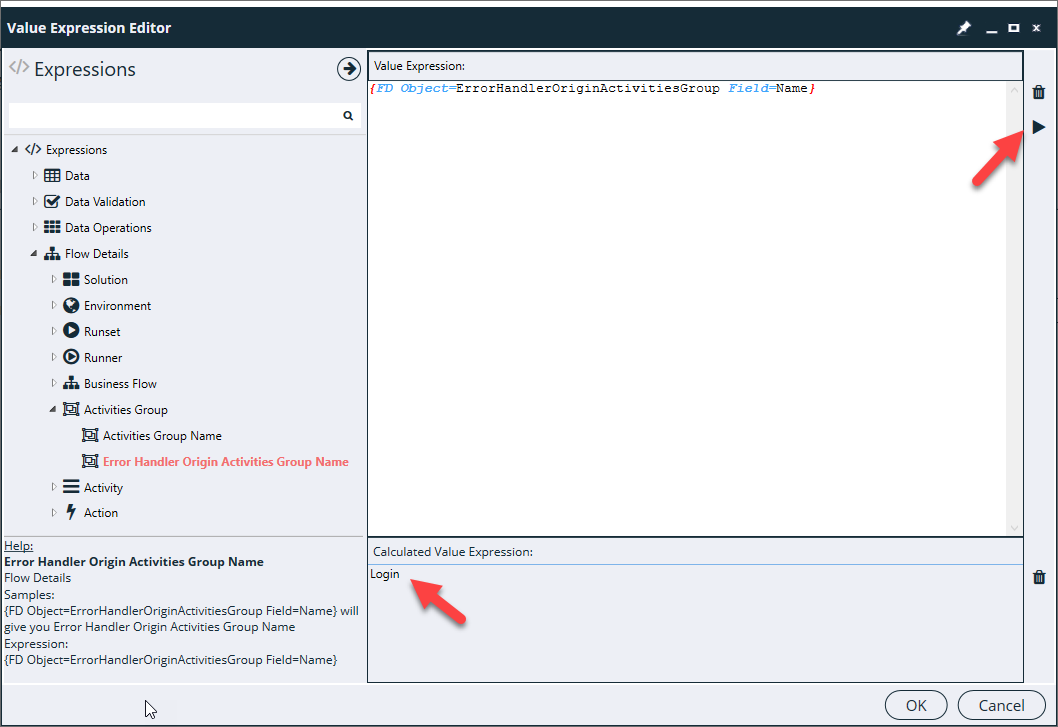 Value Expression Editor
</> Expressions
Value Expression:
{FD Object=ErrorHandlerOriginActivitiesGroup Field=Name}
</> Expressions
Data
Data Validation
Data Operations
Flow Details
Solution
Environment
Runset
Runner
Business Flow
Activities Group
Activities Group Name
Error Handler Origin Activities Group Name
Activity
Action
Help:
Error Handler Origin Activities Group Name
Flow Details
Samples:
{FD Object=ErrorHandlerOriginActivitiesGroup Field=Name} will
give you Error Handler Origin Activities Group Name
Expression:
{FD Object=ErrorHandlerOriginActivitiesGroup Field=Name}
Calculated Value Expression:
Login
OK
Cancel